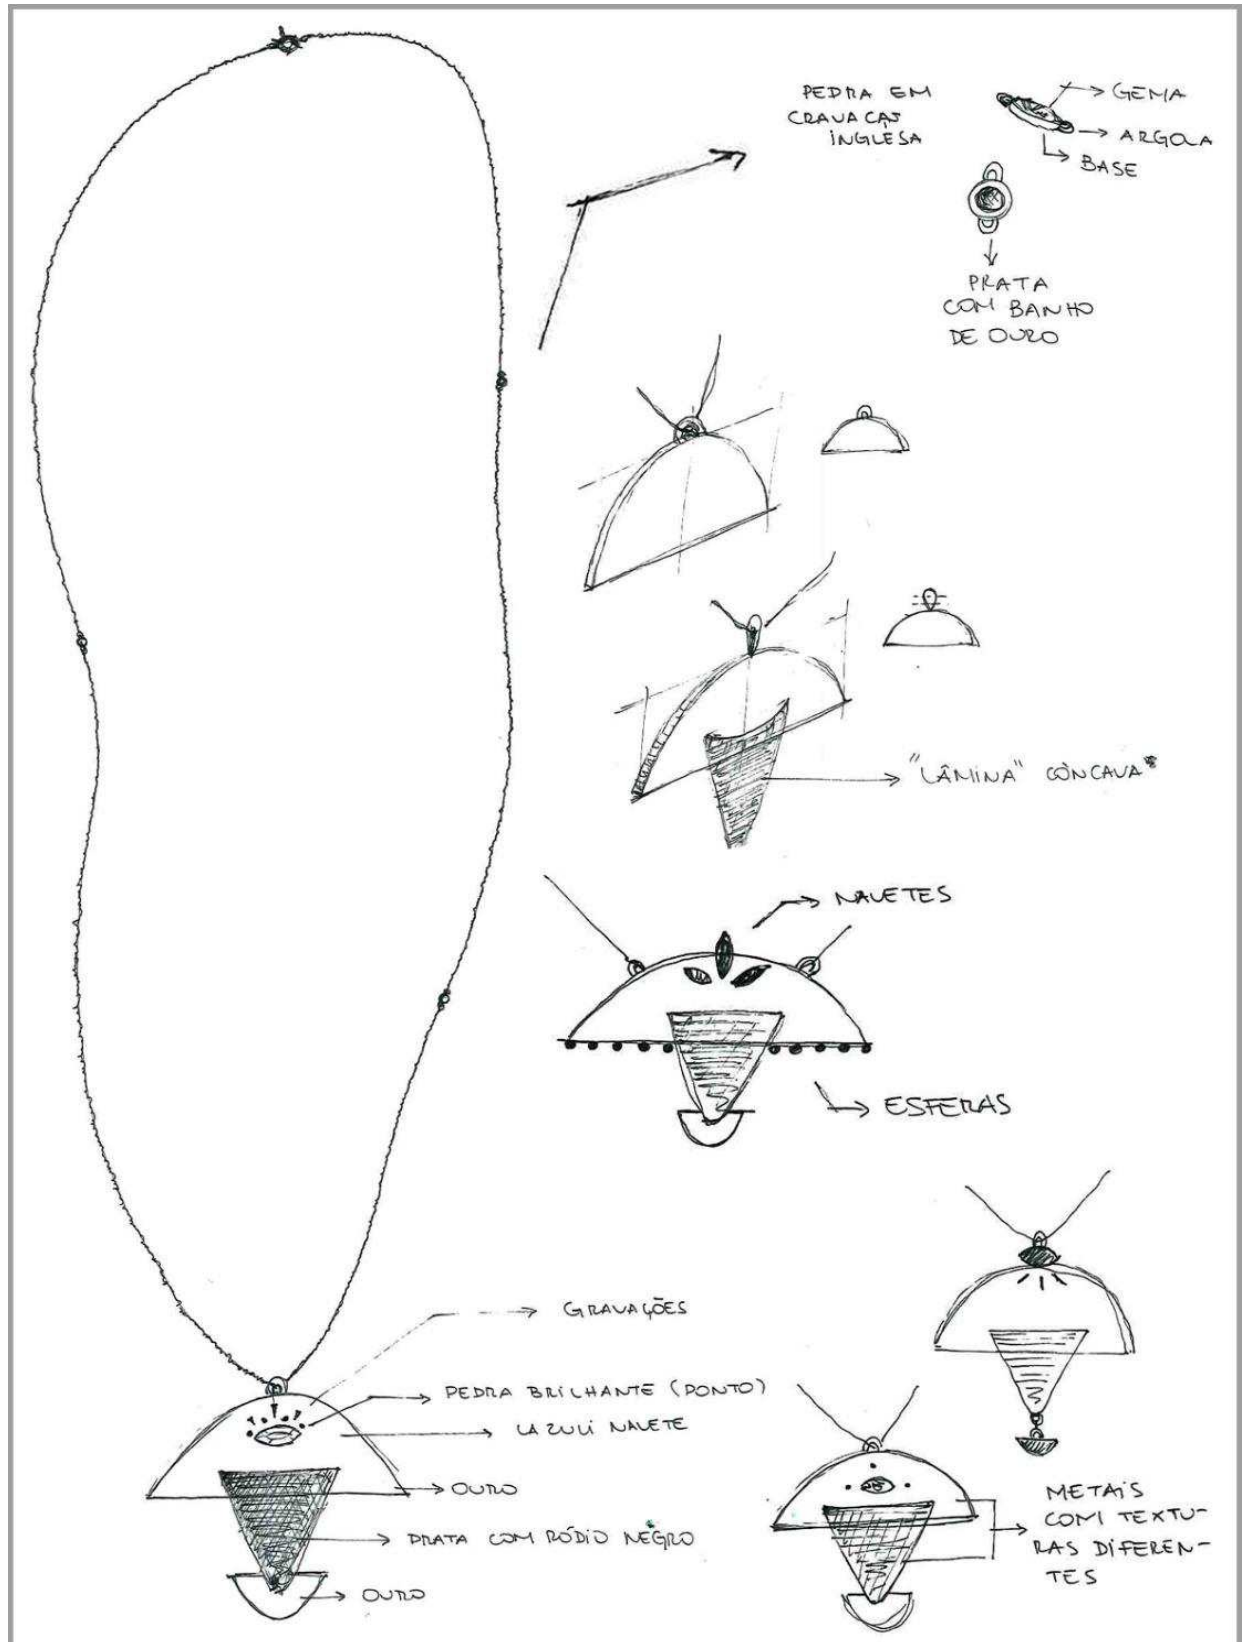 PEDRA EM
CRAVAÇÃO
INGLESA
GEMA
ARGOLA
BASE
PRATA
COM BANHO
DE OURO
"LÂMINA" CÔNCAVA
NAVETES
ESFERAS
GRAVAÇÕES
PEDRA BRILHANTE (PONTO)
LAZULI NAVETE
OURO
PRATA COM RÓDIO NEGRO
OURO
METAIS
COM TEXTU-
RAS DIFEREN-
TES